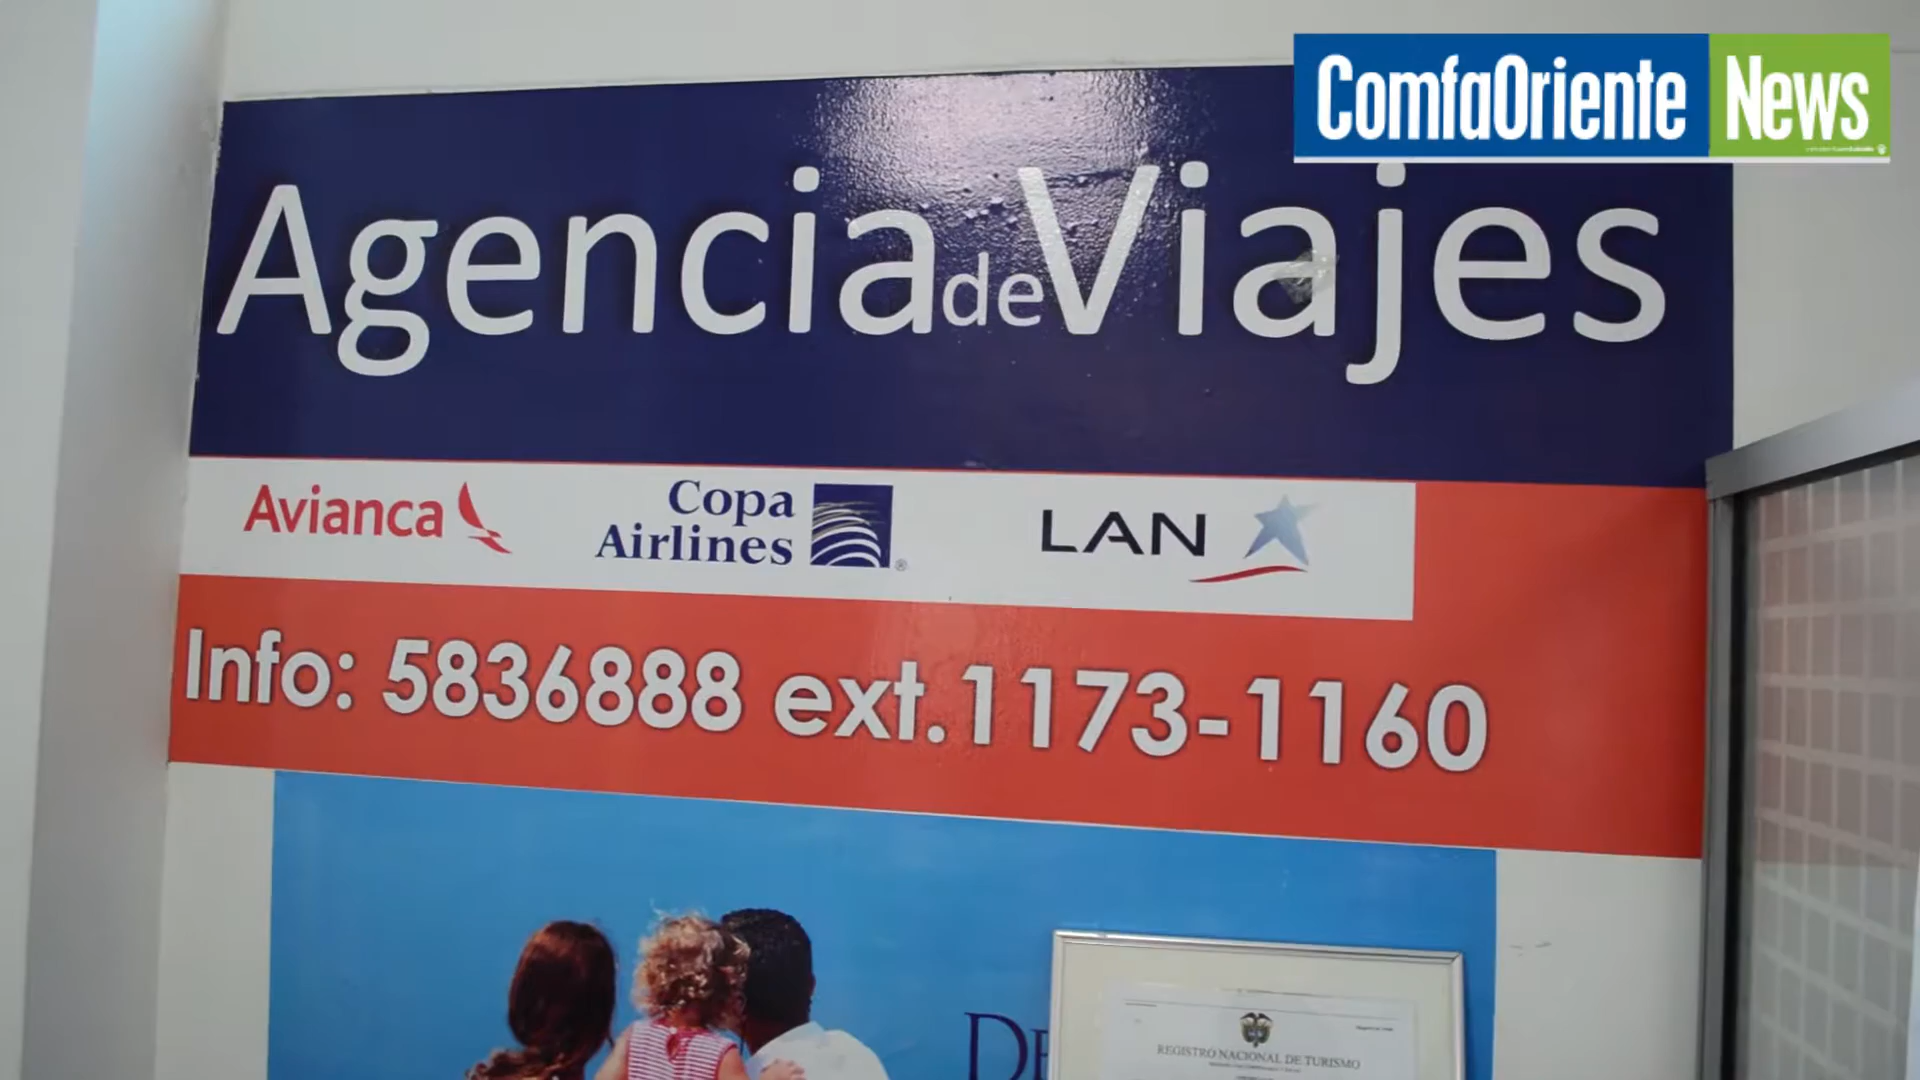 ComfaOriente News
Agencia de Viajes
Avianca
Copa
Airlines
LAN
Info: 5836888 ext.1173-1160
REGISTRO NACIONAL DE TURISMO